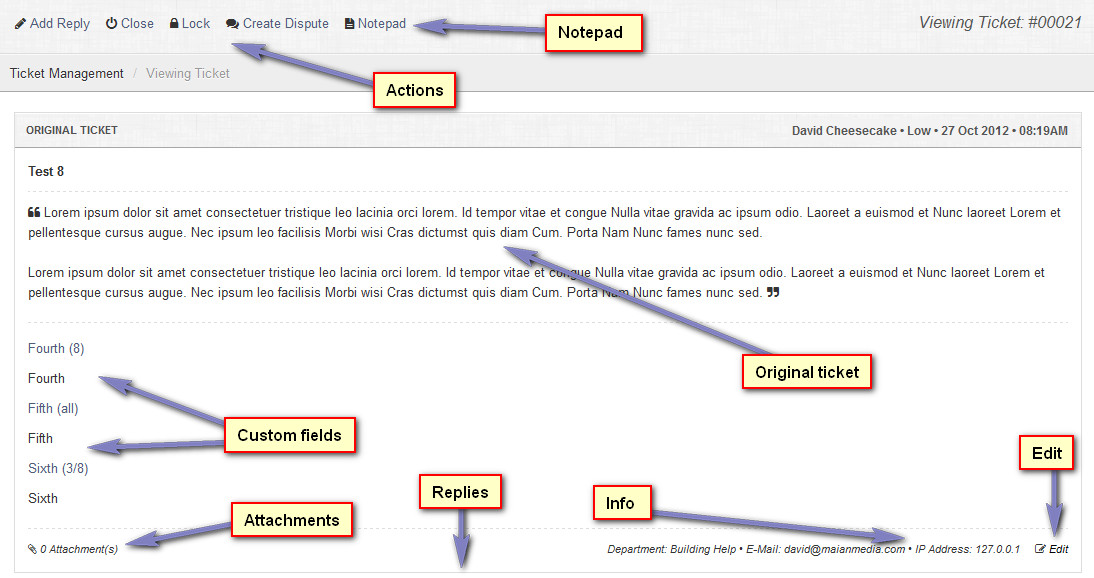 Add Reply Close Lock Create Dispute Notepad
Notepad
Viewing Ticket: #00021
Ticket Management / Viewing Ticket
Actions
ORIGINAL TICKET
David Cheesecake • Low • 27 Oct 2012 • 08:19AM
Test 8
❝ Lorem ipsum dolor sit amet consectetuer tristique leo lacinia orci lorem. Id tempor vitae et congue Nulla vitae gravida ac ipsum odio. Laoreet a euismod et Nunc laoreet Lorem et
pellentesque cursus augue. Nec ipsum leo facilisis Morbi wisi Cras dictumst quis diam Cum. Porta Nam Nunc fames nunc sed.
Lorem ipsum dolor sit amet consectetuer tristique leo lacinia orci lorem. Id tempor vitae et congue Nulla vitae gravida ac ipsum odio. Laoreet a euismod et Nunc laoreet Lorem et
pellentesque cursus augue. Nec ipsum leo facilisis Morbi wisi Cras dictumst quis diam Cum. Porta Nam Nunc fames nunc sed. ❞
Original ticket
Fourth (8)
Fourth
Fifth (all)
Custom fields
Fifth
Edit
Sixth (3/8)
Replies
Sixth
Info
Attachments
0 Attachment(s)
Department: Building Help • E-Mail: david@maianmedia.com • IP Address: 127.0.0.1
Edit